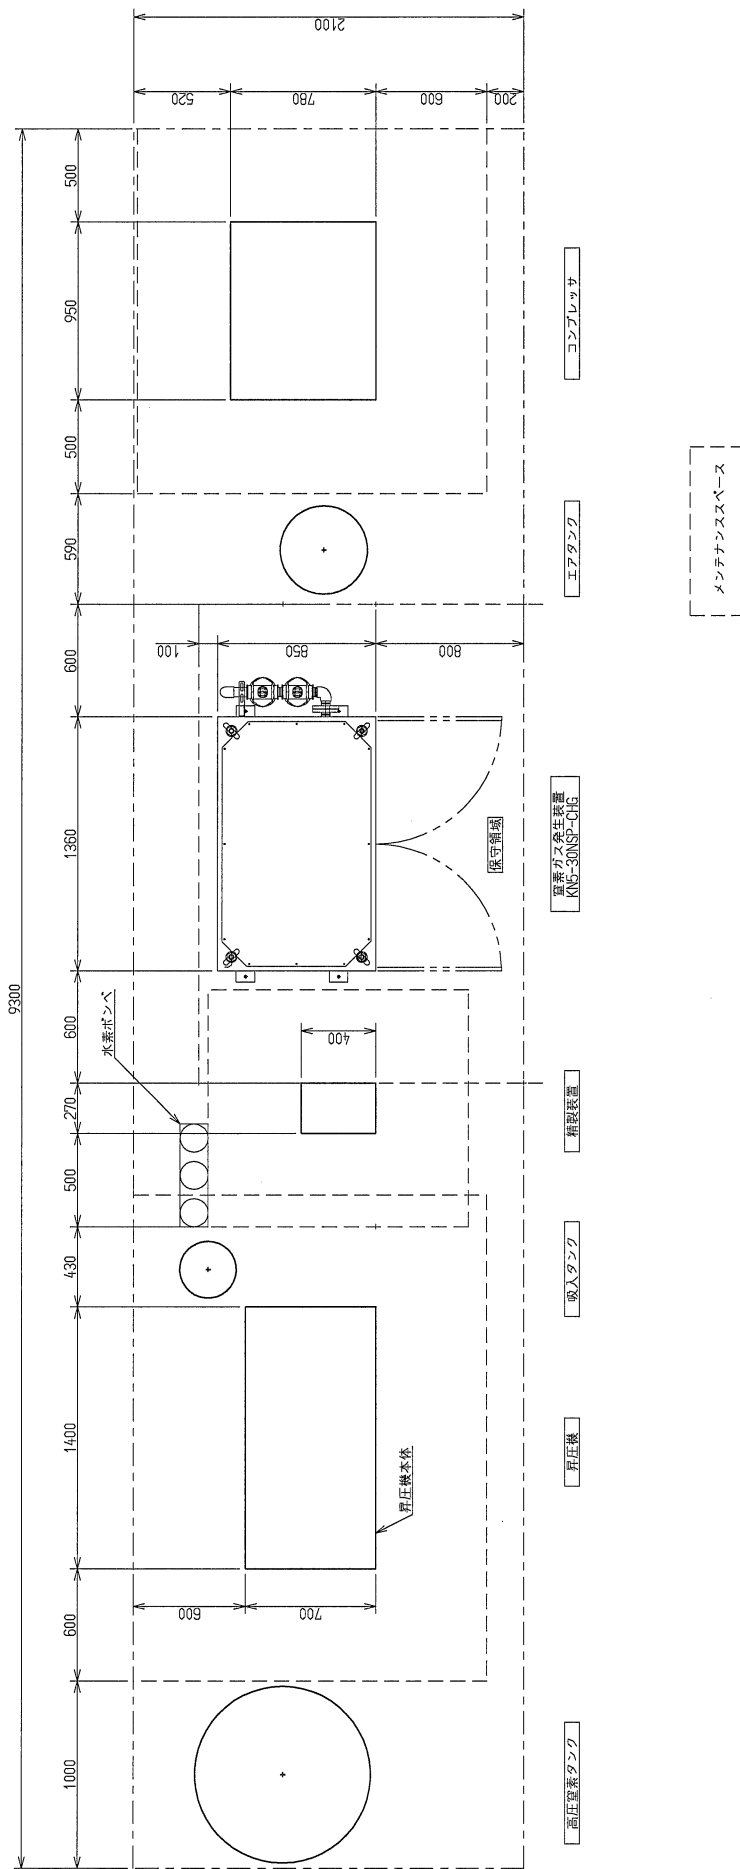 2100
520
780
600
200
9300
500
950
500
590
600
1360
600
270
500
430
1400
600
1000
100
850
800
400
600
700
水素ボンベ
保守領域
昇圧機本体
コンプレッサ
エアタンク
窒素ガス発生装置
KN5-30NSP-CHG
精製装置
吸入タンク
昇圧機
高圧窒素タンク
メンテナンススペース